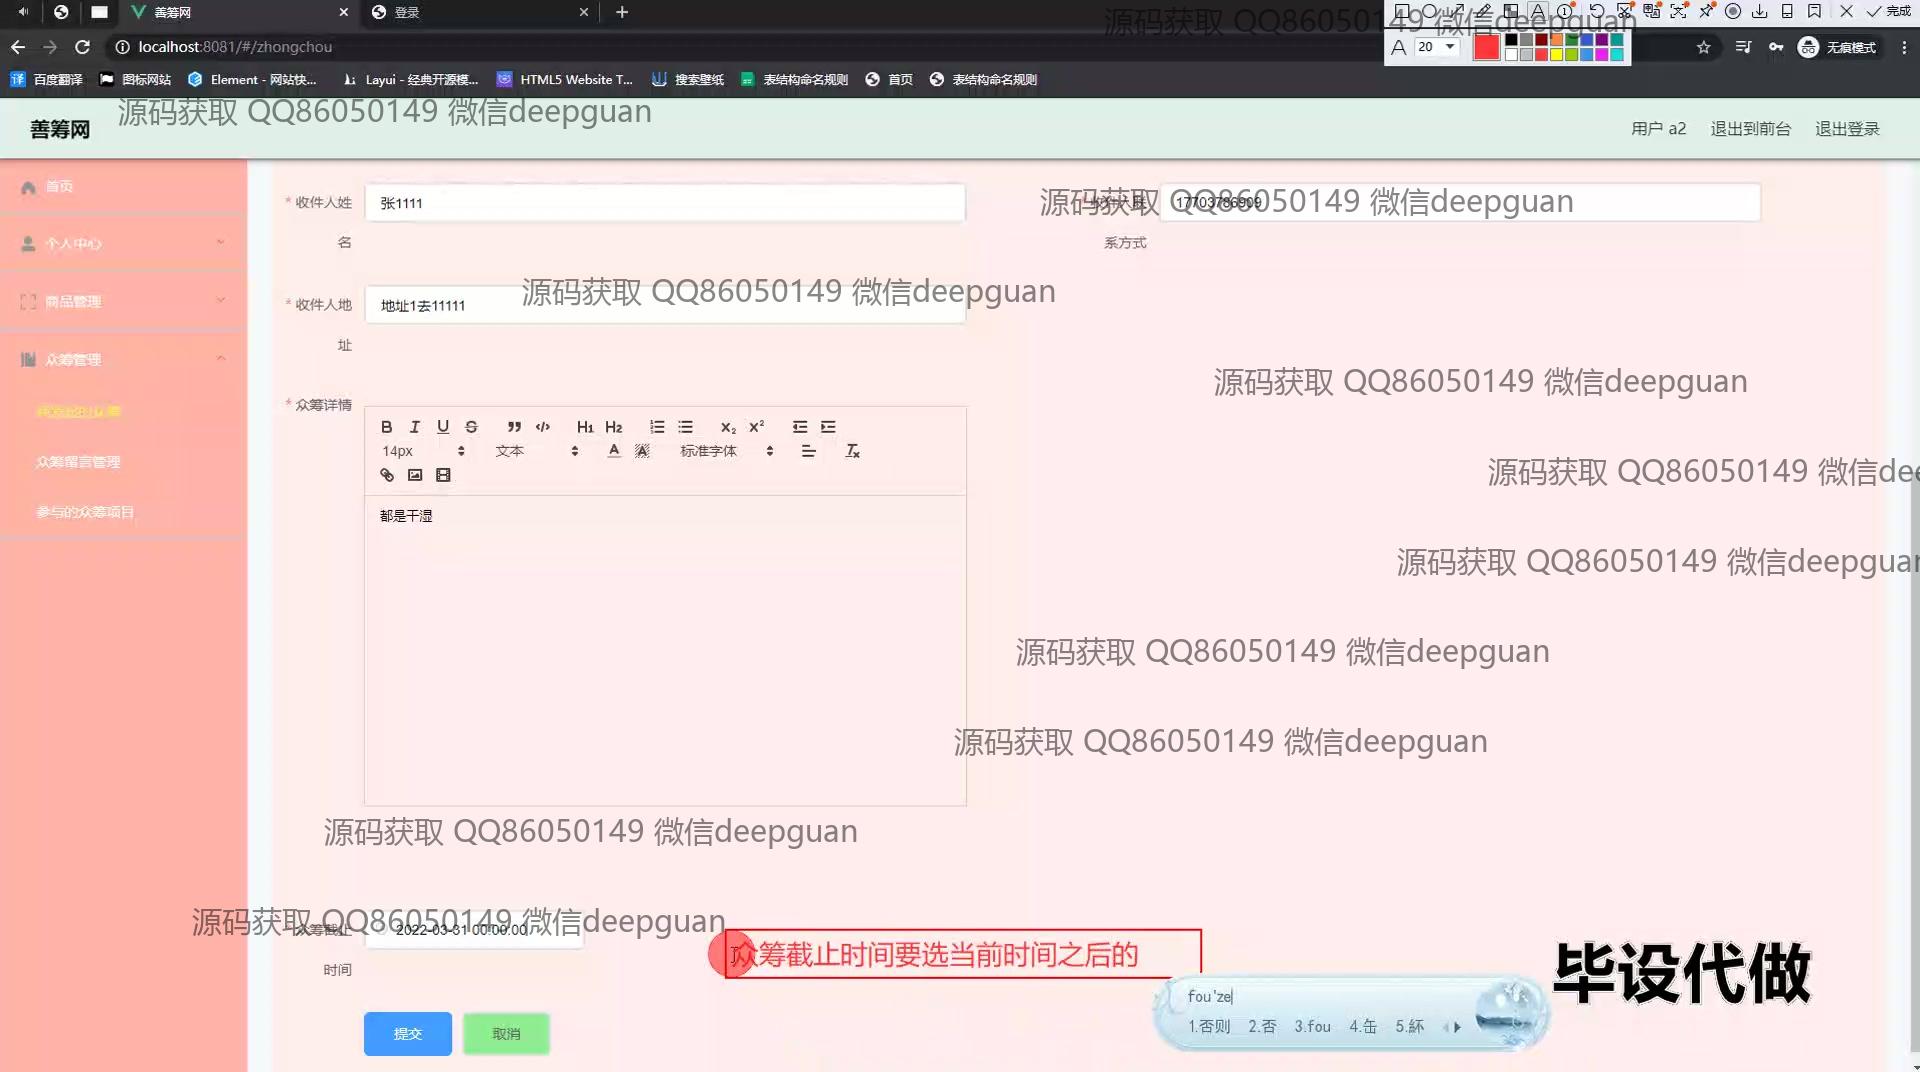 善筹网
登录
完成
localhost:8081/#/zhongchou
A 20
无痕模式
百度翻译
图标网站
Element - 网站快...
Layui - 经典开源模...
HTML5 Website T...
搜索壁纸
表结构命名规则
首页
表结构命名规则
源码获取 QQ86050149 微信deepguan
源码获取 QQ86050149 微信deepguan
善筹网
用户 a2
退出到前台
退出登录
首页
* 收件人姓名
张1111
源码获取 QQ86050149 微信deepguan
系方式
17703786909
个人中心
商品管理
* 收件人地址
地址1去11111
源码获取 QQ86050149 微信deepguan
众筹管理
源码获取 QQ86050149 微信deepguan
* 众筹详情
B I U S H1 H2 X₂ X²
14px 文本 A A 标准字体 Tx
众筹留言管理
源码获取 QQ86050149 微信dee
参与的众筹项目
都是干湿
源码获取 QQ86050149 微信deepguan
源码获取 QQ86050149 微信deepguan
源码获取 QQ86050149 微信deepguan
源码获取 QQ86050149 微信deepguan
源码获取 QQ86050149 微信deepguan
众筹截止时间
2022-03-31 00:00:00
众筹截止时间要选当前时间之后的
毕设代做
fou'ze
1.否则 2.否 3.fou 4.缶 5.紑
提交
取消